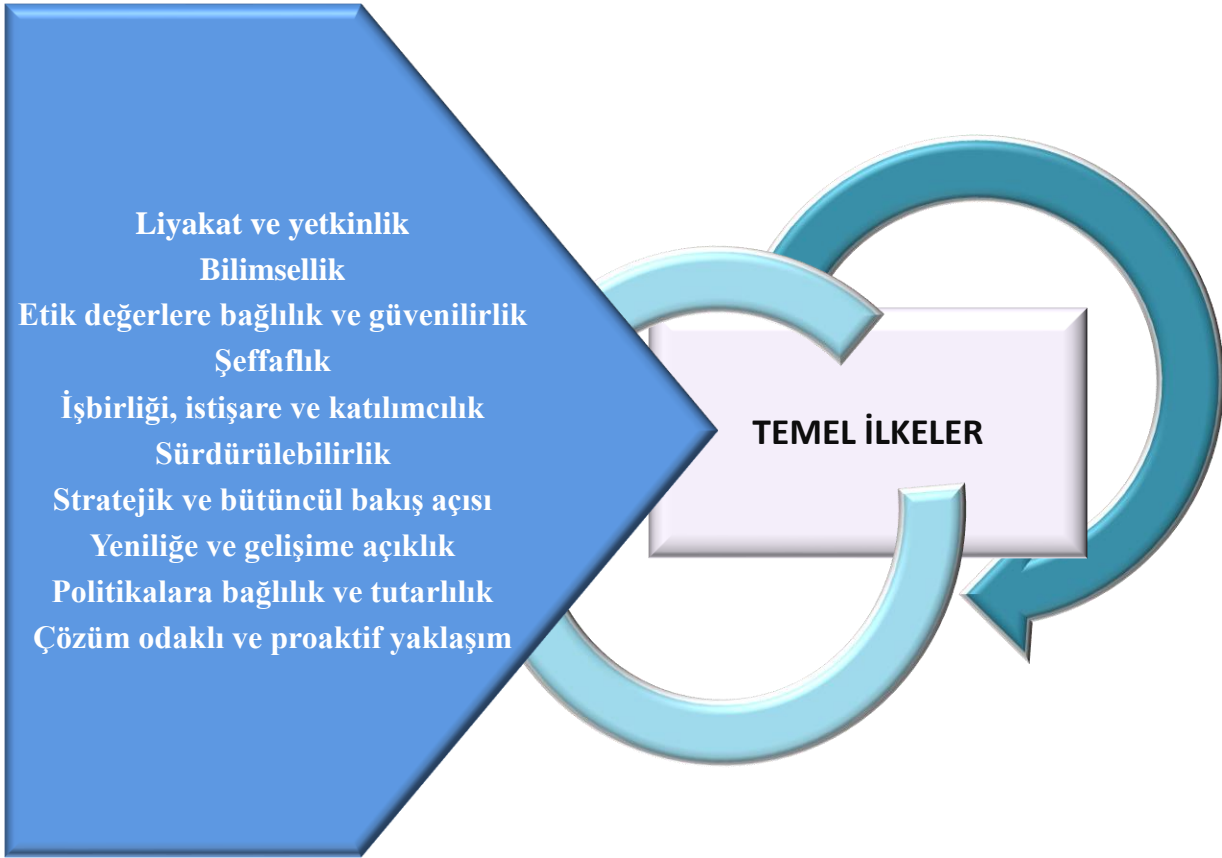 Liyakat ve yetkinlik
Bilimsellik
Etik değerlere bağlılık ve güvenilirlik
Şeffaflık
İşbirliği, istişare ve katılımcılık
Sürdürülebilirlik
Stratejik ve bütüncül bakış açısı
Yeniliğe ve gelişime açıklık
Politikalara bağlılık ve tutarlılık
Çözüm odaklı ve proaktif yaklaşım
TEMEL İLKELER